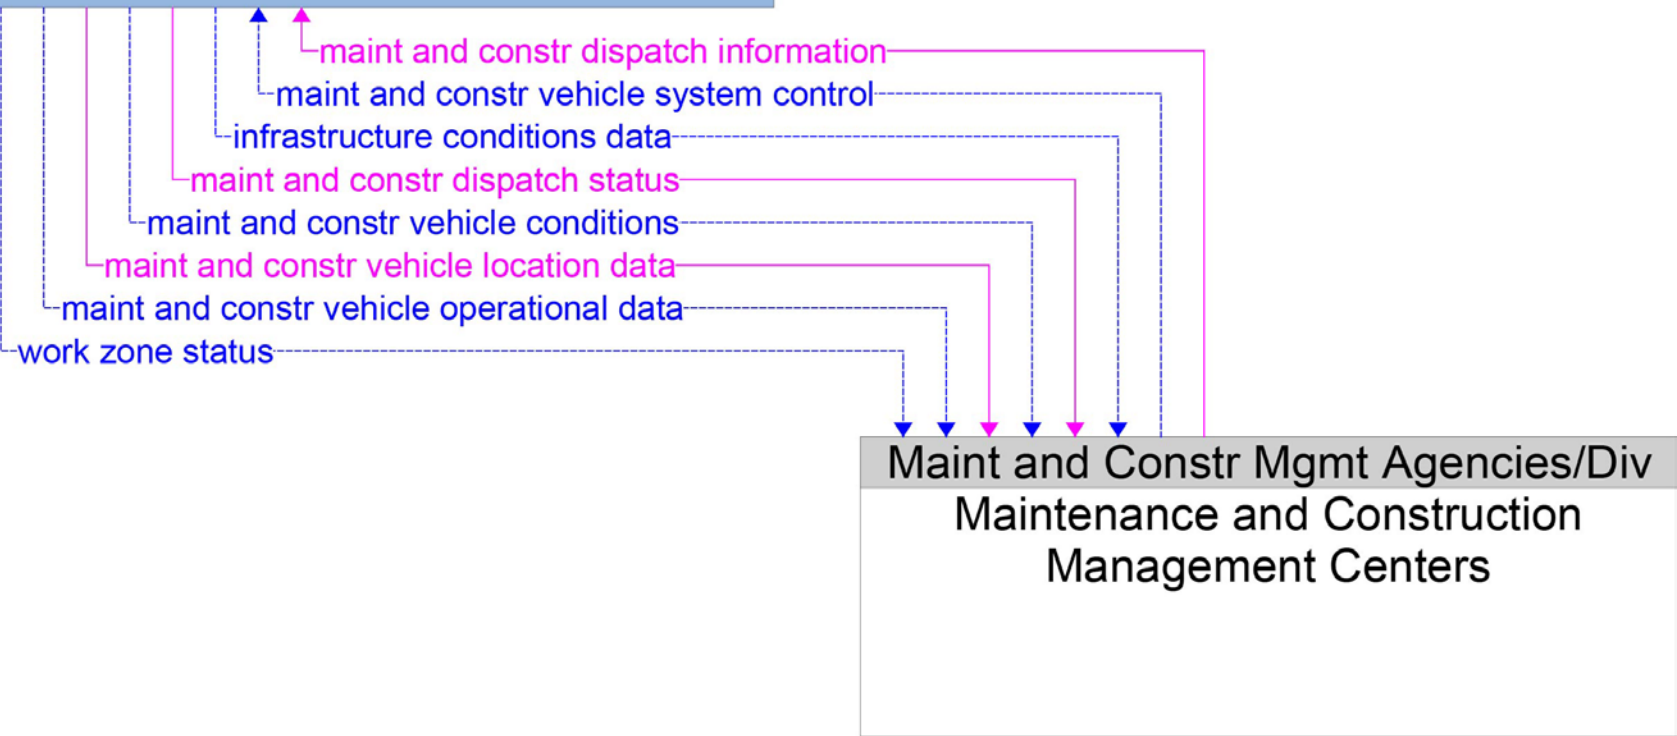 maint and constr dispatch information
maint and constr vehicle system control
infrastructure conditions data
maint and constr dispatch status
maint and constr vehicle conditions
maint and constr vehicle location data
maint and constr vehicle operational data
work zone status
Maint and Constr Mgmt Agencies/Div
Maintenance and Construction
Management Centers